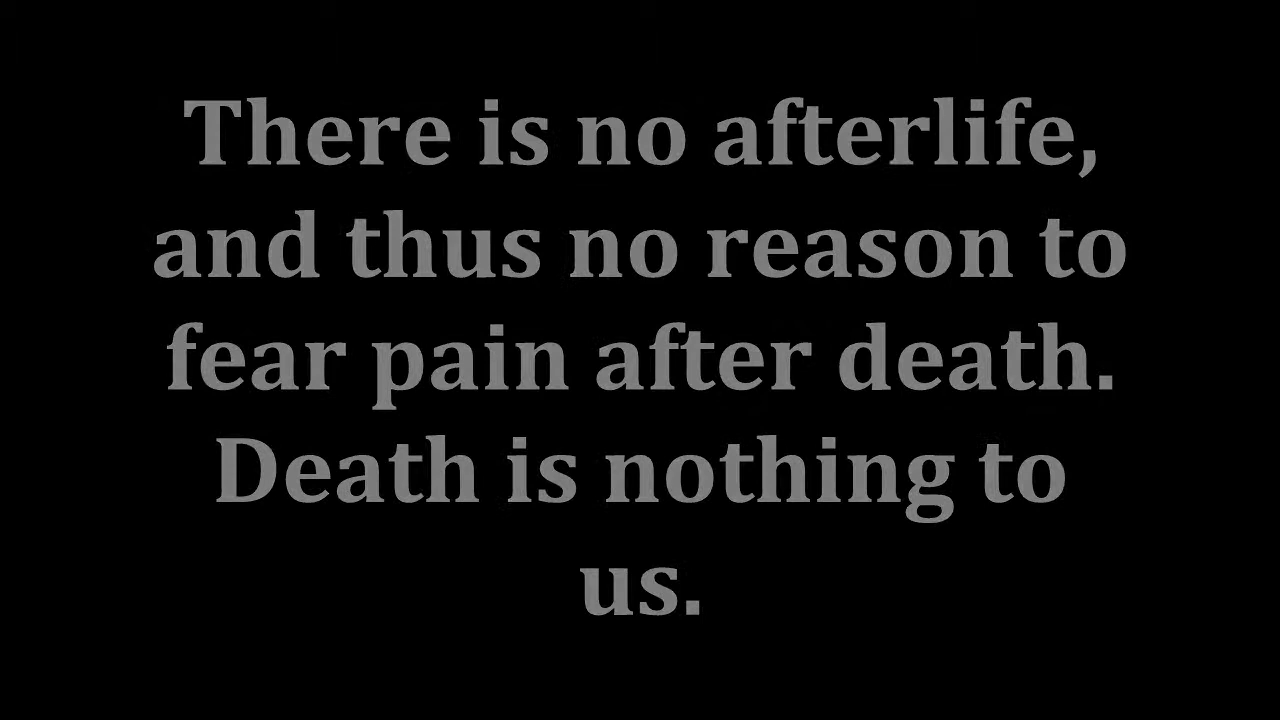 There is no afterlife,
and thus no reason to
fear pain after death.
Death is nothing to
us.